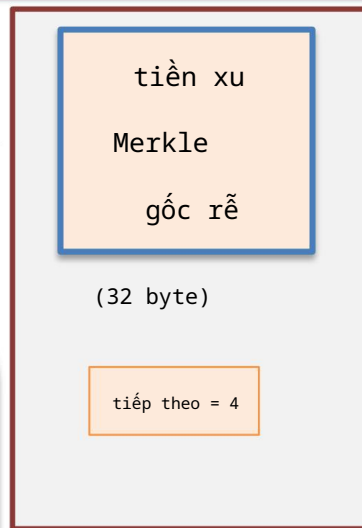 tiền xu
Merkle
gốc rễ
(32 byte)
tiếp theo = 4